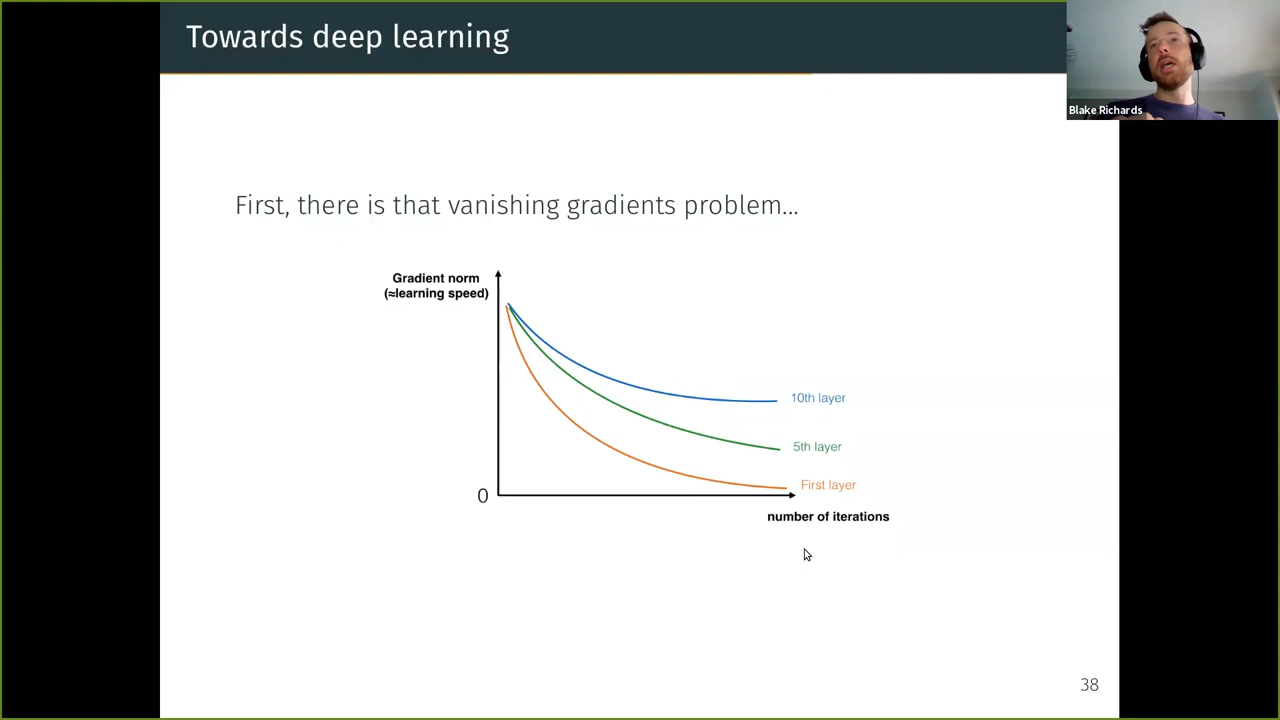 Towards deep learning
Blake Richards
First, there is that vanishing gradients problem...
Gradient norm
(≈learning speed)
10th layer
5th layer
First layer
0
number of iterations
38